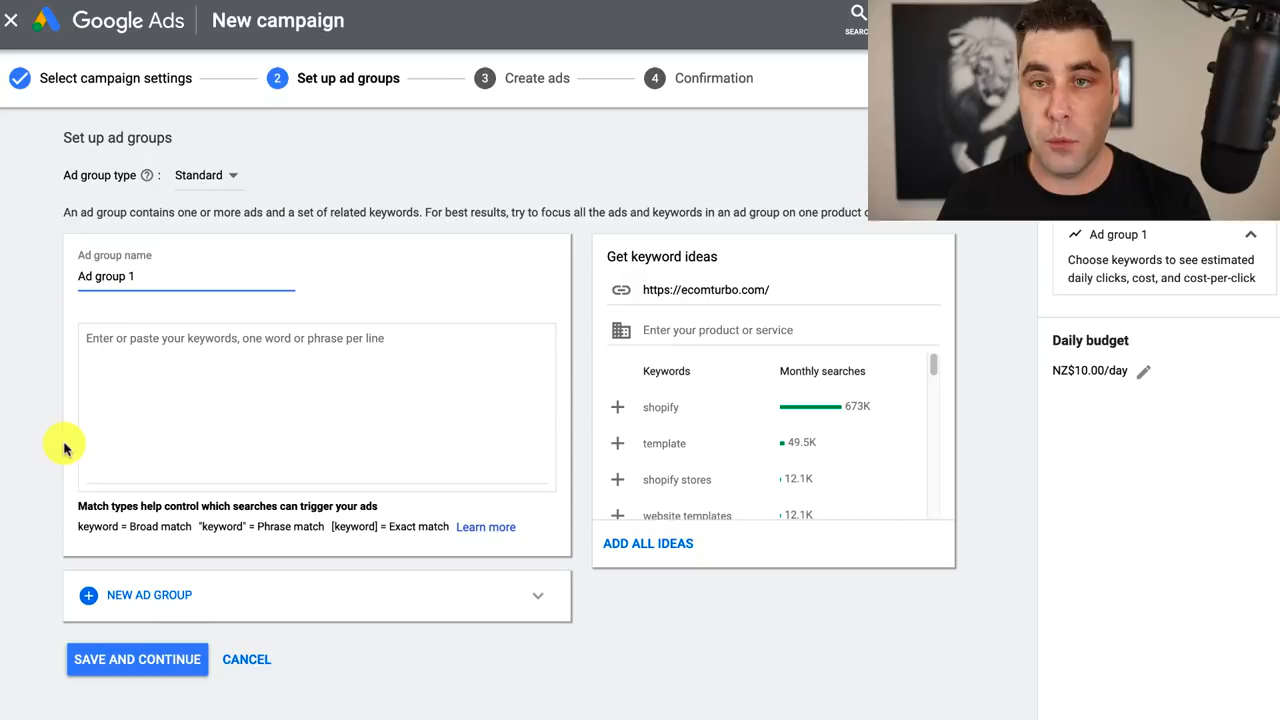 Google Ads New campaign
SEARC
Select campaign settings 2 Set up ad groups 3 Create ads 4 Confirmation
Set up ad groups
Ad group type ? : Standard
An ad group contains one or more ads and a set of related keywords. For best results, try to focus all the ads and keywords in an ad group on one product
Ad group name
Ad group 1
Enter or paste your keywords, one word or phrase per line
Match types help control which searches can trigger your ads
keyword = Broad match "keyword" = Phrase match [keyword] = Exact match Learn more
NEW AD GROUP
SAVE AND CONTINUE CANCEL
Get keyword ideas
https://ecomturbo.com/
Enter your product or service
Keywords Monthly searches
shopify 673K
template 49.5K
shopify stores 12.1K
website templates 12.1K
ADD ALL IDEAS
Ad group 1
Choose keywords to see estimated
daily clicks, cost, and cost-per-click
Daily budget
NZ$10.00/day